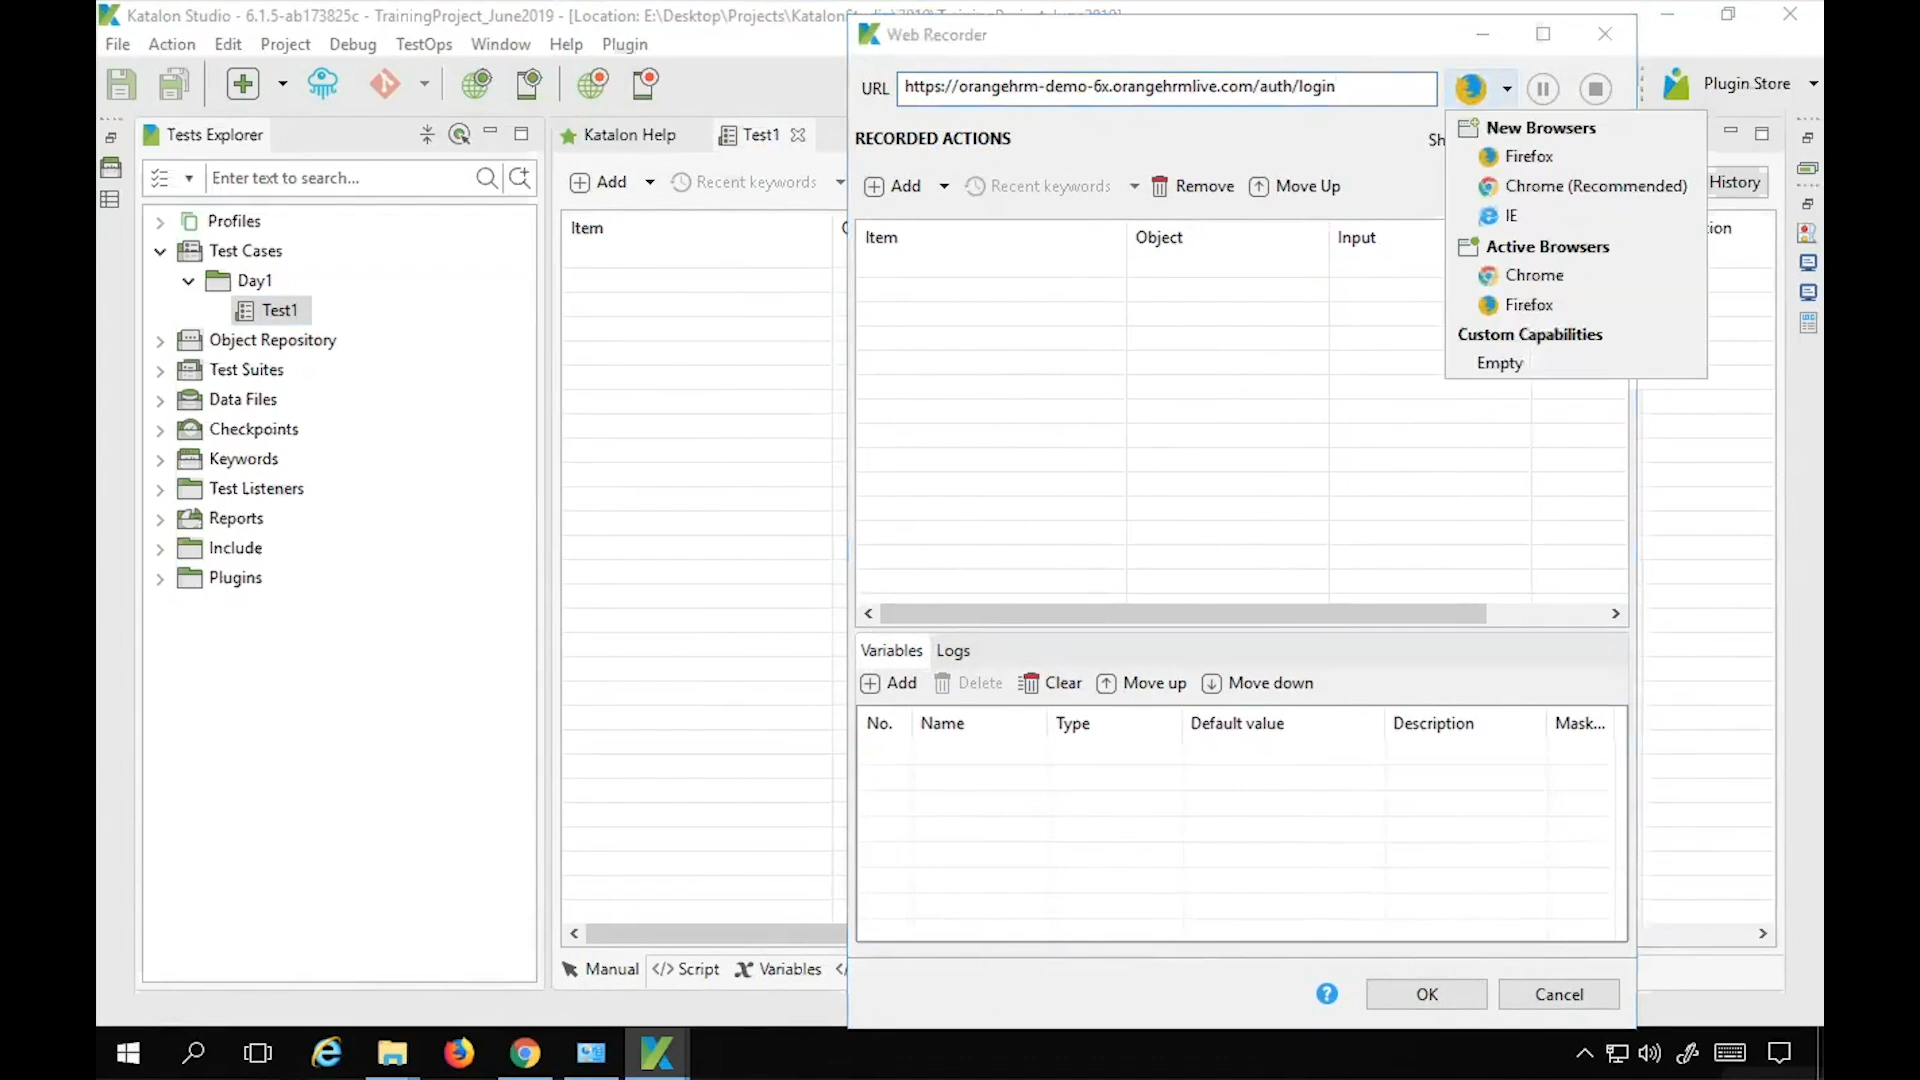 Katalon Studio - 6.1.5-ab173825c - TrainingProject_June2019 - [Location: E:\Desktop\Projects\Katalon
File Action Edit Project Debug TestOps Window Help Plugin
Plugin Store
Tests Explorer
Enter text to search...
Profiles
Test Cases
Day1
Test1
Object Repository
Test Suites
Data Files
Checkpoints
Keywords
Test Listeners
Reports
Include
Plugins
Katalon Help Test1
Add Recent keywords
History
Item
Manual </> Script Variables
Web Recorder
URL https://orangehrm-demo-6x.orangehrmlive.com/auth/login
RECORDED ACTIONS Sh
Add Recent keywords Remove Move Up
Item Object Input
New Browsers
Firefox
Chrome (Recommended)
IE
Active Browsers
Chrome
Firefox
Custom Capabilities
Empty
Variables Logs
Add Delete Clear Move up Move down
No. Name Type Default value Description Mask...
? OK Cancel